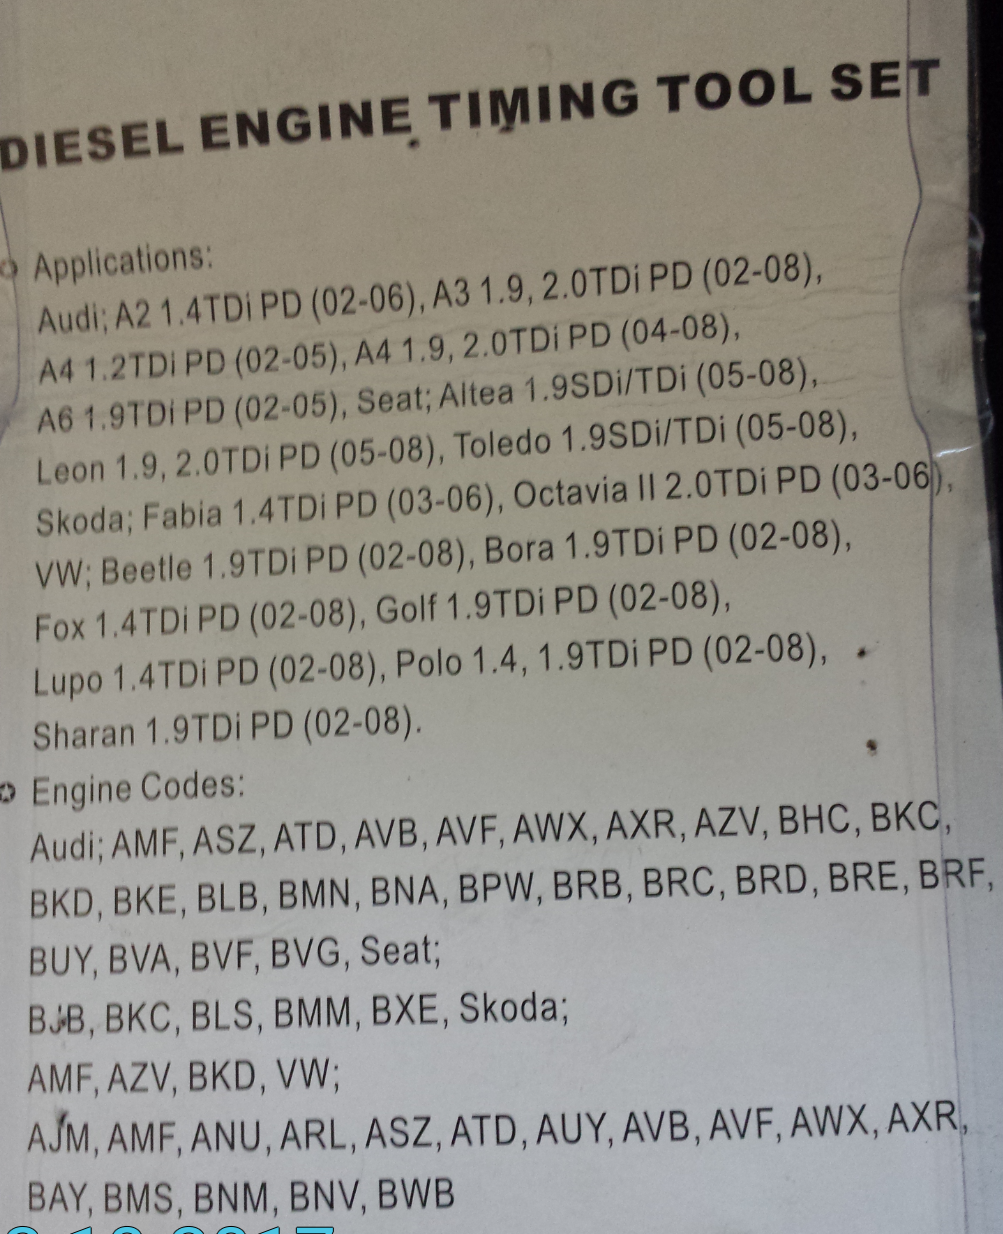 DIESEL ENGINE TIMING TOOL SET
Applications:
Audi; A2 1.4TDi PD (02-06), A3 1.9, 2.0TDi PD (02-08),
A4 1.2TDi PD (02-05), A4 1.9, 2.0TDi PD (04-08),
A6 1.9TDi PD (02-05), Seat; Altea 1.9SDi/TDi (05-08),
Leon 1.9, 2.0TDi PD (05-08), Toledo 1.9SDi/TDi (05-08),
Skoda; Fabia 1.4TDi PD (03-06), Octavia II 2.0TDi PD (03-06),
VW; Beetle 1.9TDi PD (02-08), Bora 1.9TDi PD (02-08),
Fox 1.4TDi PD (02-08), Golf 1.9TDi PD (02-08),
Lupo 1.4TDi PD (02-08), Polo 1.4, 1.9TDi PD (02-08),
Sharan 1.9TDi PD (02-08).
Engine Codes:
Audi; AMF, ASZ, ATD, AVB, AVF, AWX, AXR, AZV, BHC, BKC,
BKD, BKE, BLB, BMN, BNA, BPW, BRB, BRC, BRD, BRE, BRF,
BUY, BVA, BVF, BVG, Seat;
BJB, BKC, BLS, BMM, BXE, Skoda;
AMF, AZV, BKD, VW;
AJM, AMF, ANU, ARL, ASZ, ATD, AUY, AVB, AVF, AWX, AXR,
BAY, BMS, BNM, BNV, BWB